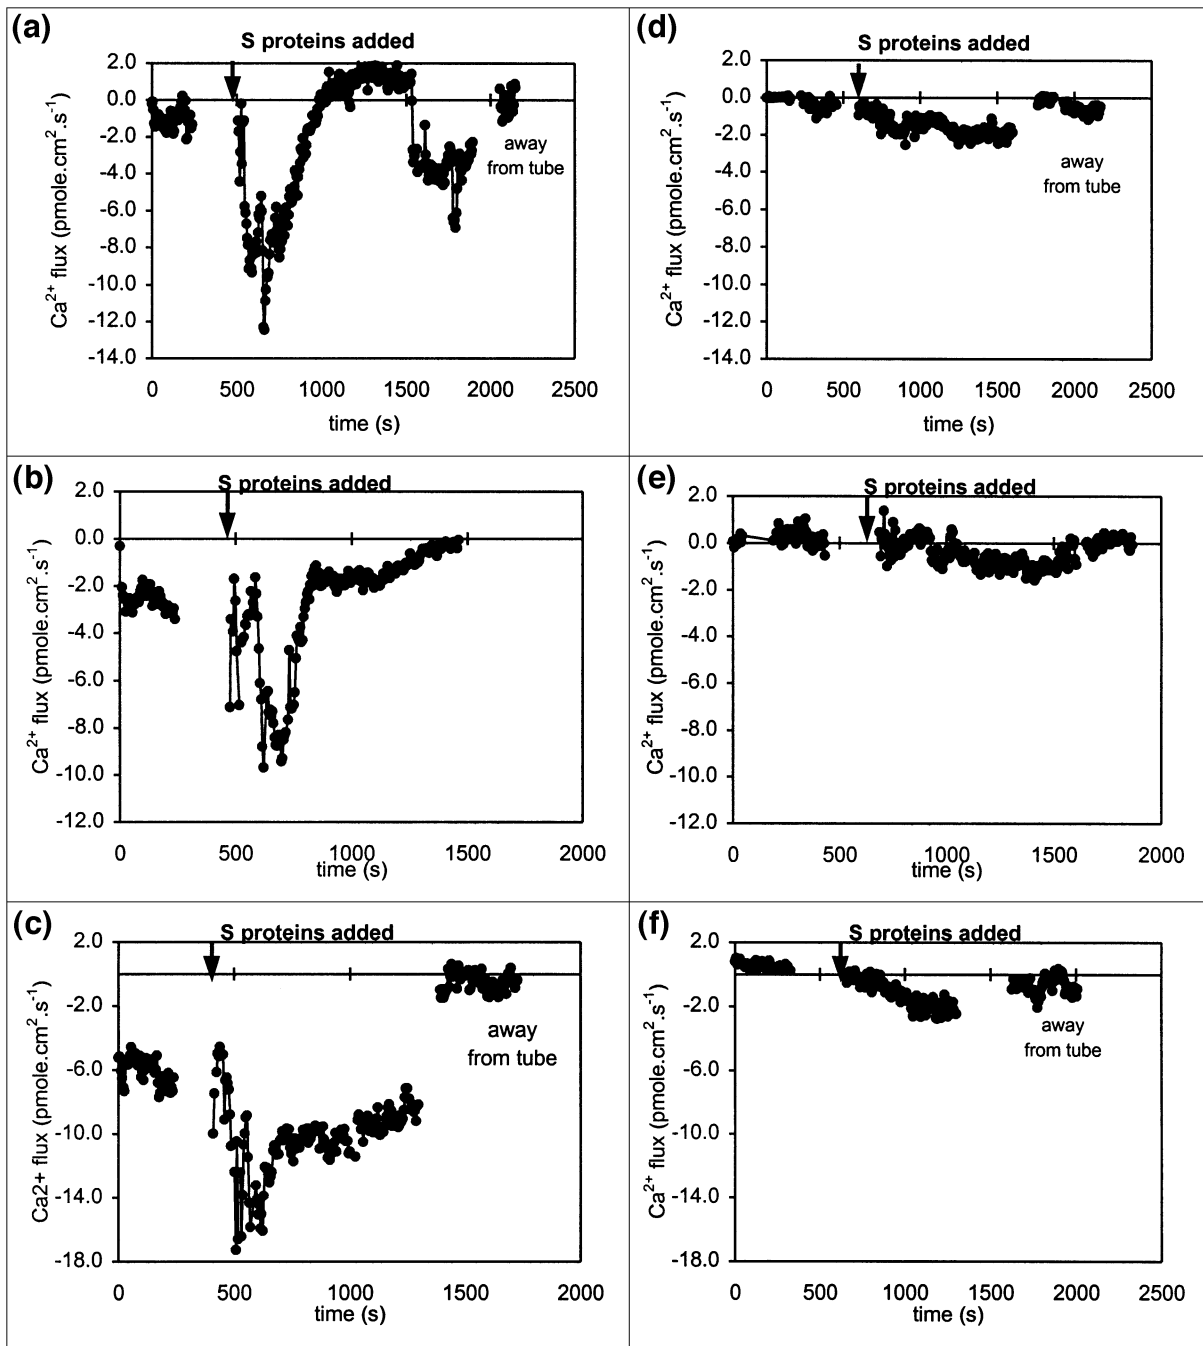 (a)
S proteins added
2.0
0.0
-2.0
-4.0
-6.0
-8.0
-10.0
-12.0
-14.0
Ca²⁺ flux (pmole.cm².s⁻¹)
away
from tube
0 500 1000 1500 2000 2500
time (s)
(d)
S proteins added
2.0
0.0
-2.0
-4.0
-6.0
-8.0
-10.0
-12.0
-14.0
Ca²⁺ flux (pmole.cm².s⁻¹)
away
from tube
0 500 1000 1500 2000 2500
time (s)
(b)
S proteins added
2.0
0.0
-2.0
-4.0
-6.0
-8.0
-10.0
-12.0
Ca²⁺ flux (pmole.cm².s⁻¹)
0 500 1000 1500 2000
time (s)
(e)
S proteins added
2.0
0.0
-2.0
-4.0
-6.0
-8.0
-10.0
-12.0
Ca²⁺ flux (pmole.cm².s⁻¹)
0 500 1000 1500 2000
time (s)
(c)
S proteins added
2.0
-2.0
-6.0
-10.0
-14.0
-18.0
Ca2+ flux (pmole.cm².s⁻¹)
away
from tube
0 500 1000 1500 2000
time (s)
(f)
S proteins added
2.0
-2.0
-6.0
-10.0
-14.0
-18.0
Ca²⁺ flux (pmole.cm².s⁻¹)
away
from tube
0 500 1000 1500 2000 2500
time (s)